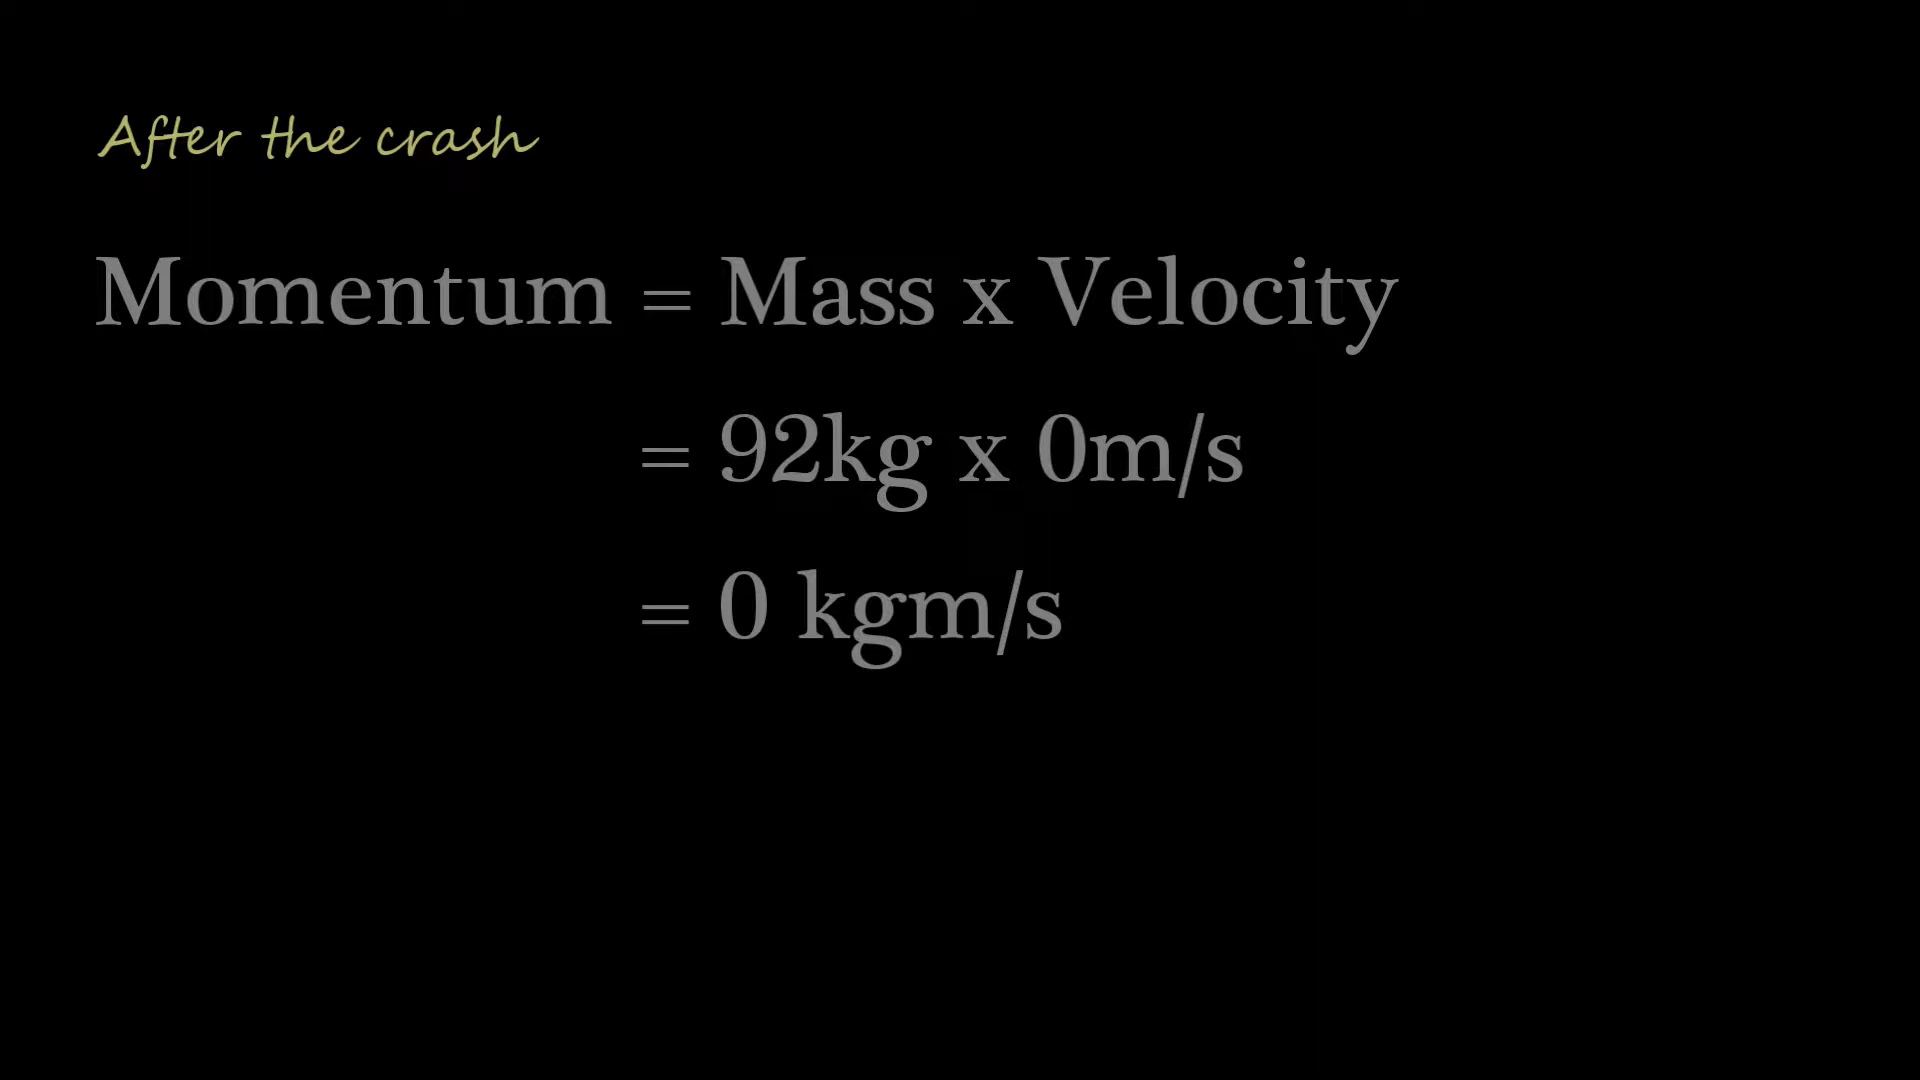 After the crash
Momentum = Mass x Velocity
= 92kg x 0m/s
= 0 kgm/s